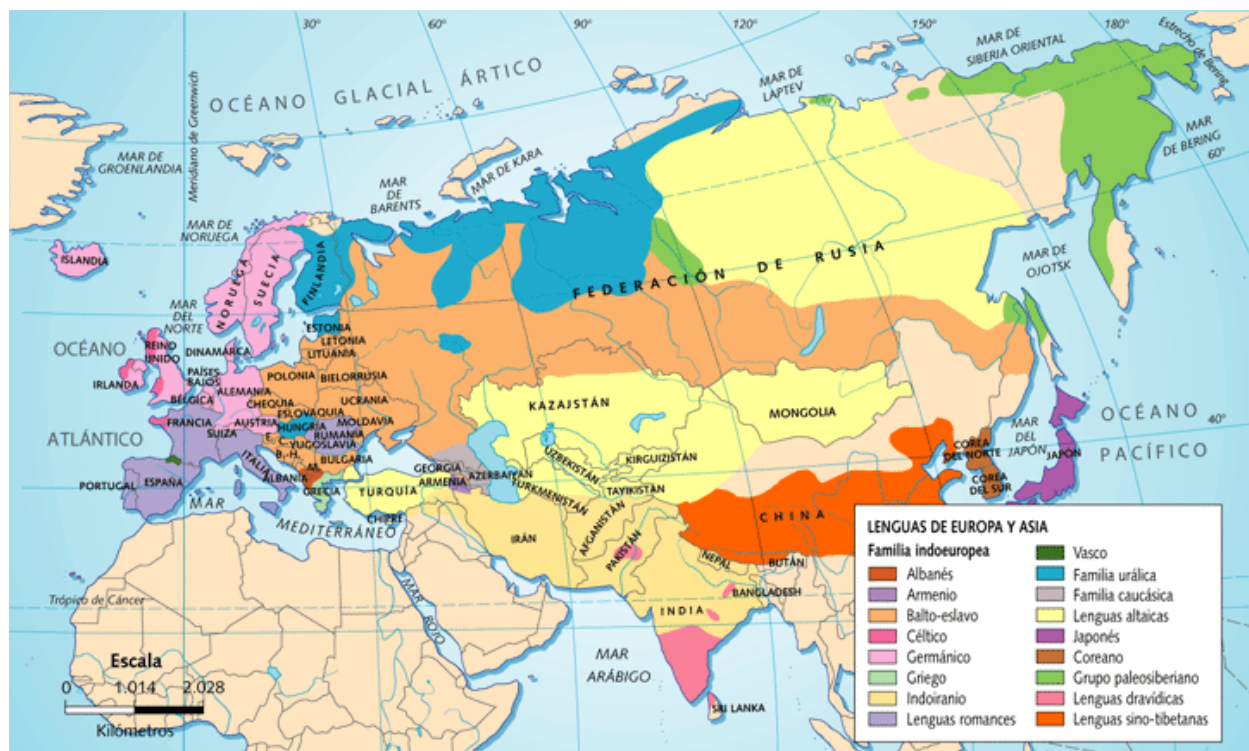 30°
60°
90°
120°
150°
180°
Estrecho de Bering
MAR DE
SIBERIA ORIENTAL
MAR DE
LAPTEV
OCÉANO GLACIAL ÁRTICO
Meridiano de Greenwich
MAR DE
GROENLANDIA
MAR DE KARA
MAR
DE
BARENTS
MAR
DE BERING
60°
MAR DE
NORUEGA
ISLANDIA
NORUEGA
SUECIA
FINLANDIA
FEDERACIÓN DE RUSIA
MAR DE
OJOTSK
MAR
DEL
NORTE
ESTONIA
LETONIA
LITUANIA
OCÉANO
ATLÁNTICO
REINO
UNIDO
IRLANDA
DINAMARCA
PAÍSES
BAJOS
BÉLGICA
ALEMANIA
POLONIA
BIELORRUSIA
CHEQUIA
UCRANIA
ESLOVAQUIA
FRANCIA
SUIZA
AUSTRIA
HUNGRÍA
MOLDAVIA
RUMANIA
E.
C.
B.-H.
YUGOSLAVIA
BULGARIA
M.
ITALIA
ALBANIA
GRECIA
PORTUGAL
ESPAÑA
MAR
MEDITERRÁNEO
TURQUÍA
CHIPRE
GEORGIA
ARMENIA
AZERBAIYÁN
KAZAJSTÁN
MONGOLIA
UZBEKISTÁN
KIRGUIZISTÁN
TURKMENISTÁN
TAYIKISTÁN
IRÁN
AFGANISTÁN
PAKISTÁN
CHINA
NEPAL
BUTÁN
BANGLADESH
INDIA
SRI LANKA
COREA
DEL NORTE
COREA
DEL SUR
MAR
DEL
JAPÓN
JAPÓN
OCÉANO
PACÍFICO
40°
Trópico de Cáncer
MAR ROJO
MAR
ARÁBIGO
Escala
0 1.014 2.028
Kilómetros
LENGUAS DE EUROPA Y ASIA
Familia indoeuropea
Albanés
Armenio
Balto-eslavo
Céltico
Germánico
Griego
Indoiranio
Lenguas romances
Vasco
Familia urálica
Familia caucásica
Lenguas altaicas
Japonés
Coreano
Grupo paleosiberiano
Lenguas dravídicas
Lenguas sino-tibetanas